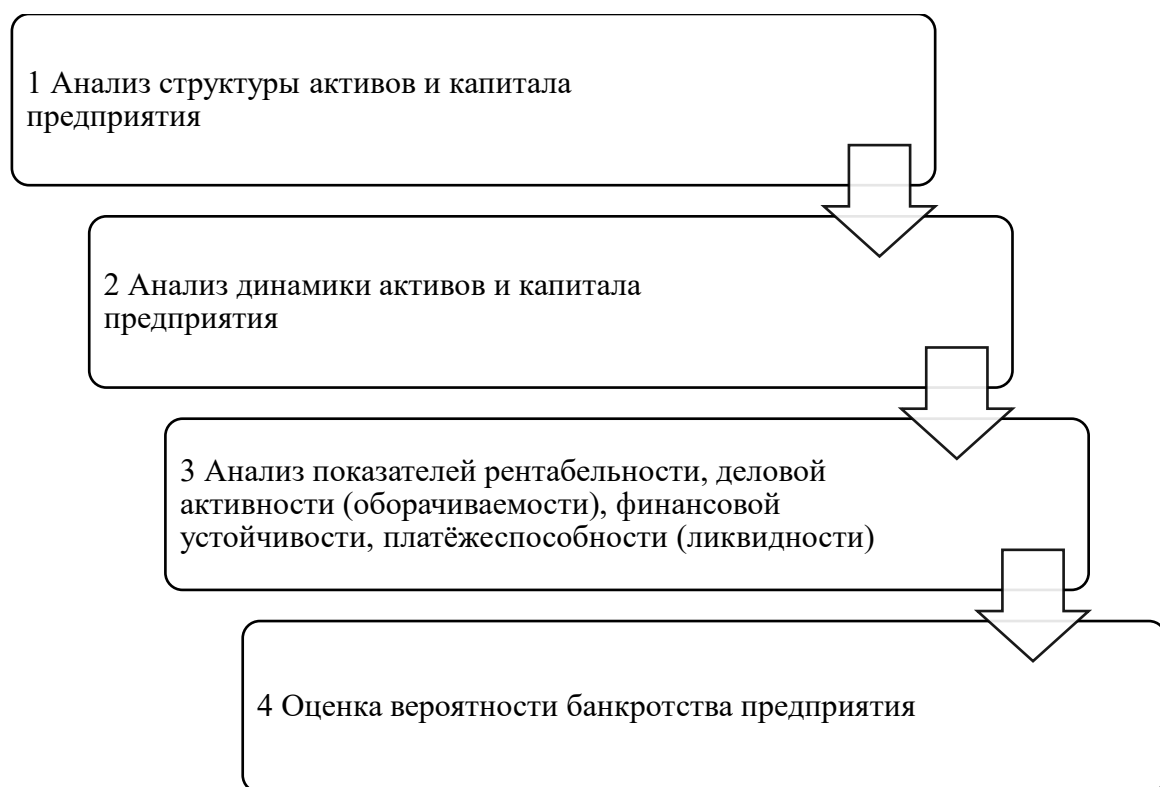 1 Анализ структуры активов и капитала
предприятия
2 Анализ динамики активов и капитала
предприятия
3 Анализ показателей рентабельности, деловой
активности (оборачиваемости), финансовой
устойчивости, платёжеспособности (ликвидности)
4 Оценка вероятности банкротства предприятия